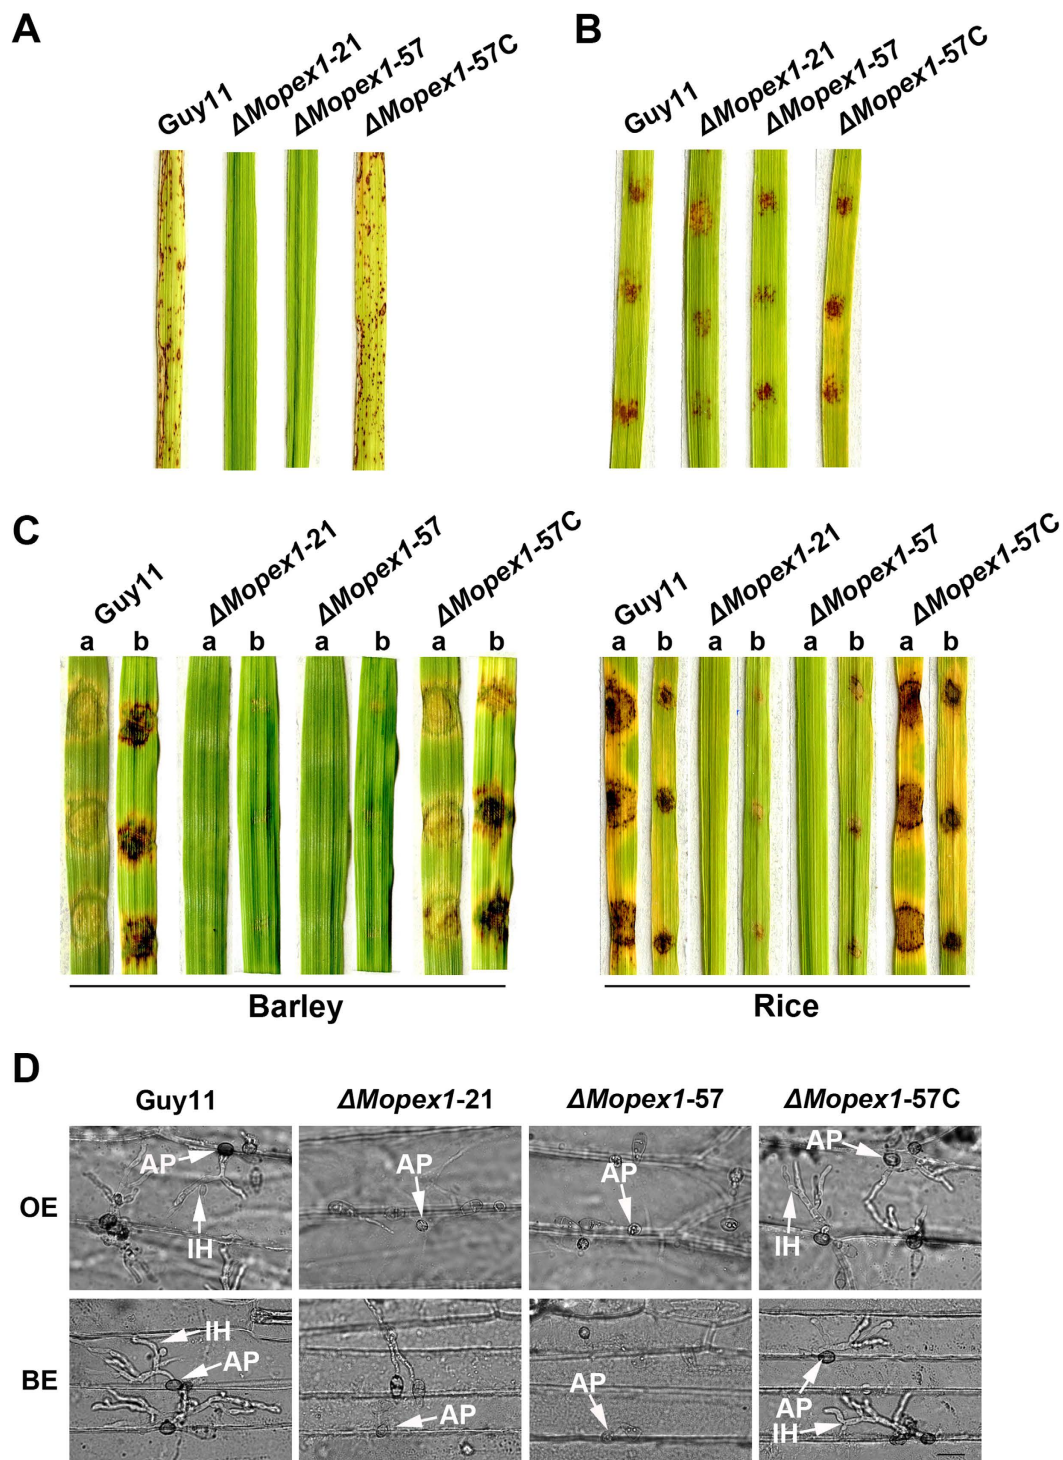 A
Guy11 ΔMopex1-21 ΔMopex1-57 ΔMopex1-57C
B
Guy11 ΔMopex1-21 ΔMopex1-57 ΔMopex1-57C
C
Guy11 ΔMopex1-21 ΔMopex1-57 ΔMopex1-57C
a b a b a b a b
Barley
Guy11 ΔMopex1-21 ΔMopex1-57 ΔMopex1-57C
a b a b a b a b
Rice
D
Guy11 ΔMopex1-21 ΔMopex1-57 ΔMopex1-57C
OE
AP
IH
AP
AP
AP
IH
BE
IH
AP
AP
AP
AP
IH